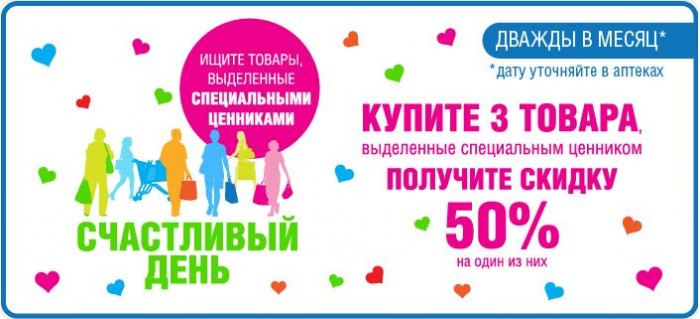 ИЩИТЕ ТОВАРЫ,
ВЫДЕЛЕННЫЕ
СПЕЦИАЛЬНЫМИ
ЦЕННИКАМИ
СЧАСТЛИВЫЙ
ДЕНЬ
ДВАЖДЫ В МЕСЯЦ*
*дату уточняйте в аптеках
КУПИТЕ 3 ТОВАРА,
выделенные специальным ценником
ПОЛУЧИТЕ СКИДКУ
50%
на один из них